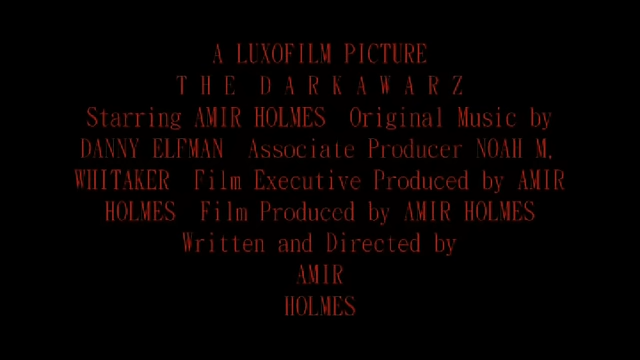 A LUXOFILM PICTURE
T H E D A R K A W A R Z
Starring AMIR HOLMES Original Music by
DANNY ELFMAN Associate Producer NOAH M.
WHITAKER Film Executive Produced by AMIR
HOLMES Film Produced by AMIR HOLMES
Written and Directed by
AMIR
HOLMES